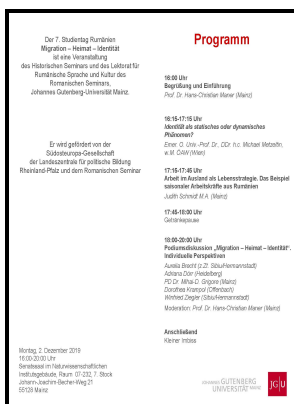 Der 7. Studientag Rumänien
Migration – Heimat – Identität
ist eine Veranstaltung
des Historischen Seminars und des Lektorat für
Rumänische Sprache und Kultur des
Romanischen Seminars,
Johannes Gutenberg-Universität Mainz.
Er wird gefördert von der
Südosteuropa-Gesellschaft
der Landeszentrale für politische Bildung
Rheinland-Pfalz und dem Romanischen Seminar
Montag, 2. Dezember 2019
16:00-20:00 Uhr
Senatssaal im Naturwissenschaftlichen
Institutsgebäude, Raum 07-232, 7. Stock
Johann-Joachim-Becher-Weg 21
55128 Mainz
Programm
16:00 Uhr
Begrüßung und Einführung
Prof. Dr. Hans-Christian Maner (Mainz)
16:15-17:15 Uhr
Identität als statisches oder dynamisches
Phänomen?
Emer. O. Univ.-Prof. Dr., DDr. h.c. Michael Metzeltin,
w.M. ÖAW (Wien)
17:15-17:45 Uhr
Arbeit im Ausland als Lebensstrategie. Das Beispiel
saisonaler Arbeitskräfte aus Rumänien
Judith Schmidt M.A. (Mainz)
17:45-18:00 Uhr
Getränkepause
18:00-20:00 Uhr
Podiumsdiskussion „Migration – Heimat – Identität“.
Individuelle Perspektiven
Aurelia Brecht (z.Zt. Sibiu/Hermannstadt)
Adriana Dörr (Heidelberg)
PD Dr. Mihai-D. Grigore (Mainz)
Dorothea Krampol (Offenbach)
Winfried Ziegler (Sibiu/Hermannstadt)
Moderation: Prof. Dr. Hans-Christian Maner (Mainz)
Anschließend
Kleiner Imbiss
JOHANNES GUTENBERG
UNIVERSITÄT MAINZ
JG|U